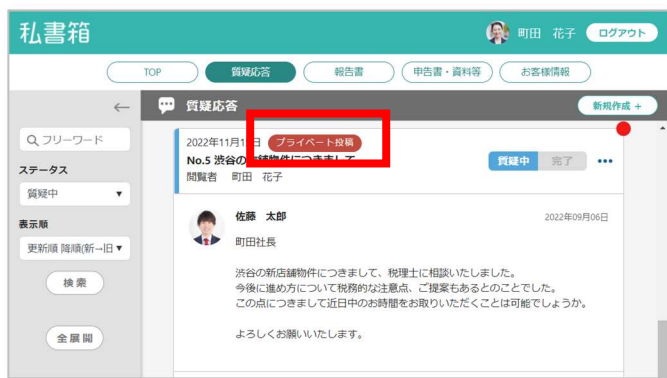 私書箱
町田 花子
ログアウト
TOP
質疑応答
報告書
申告書・資料等
お客様情報
←
質疑応答
新規作成 +
フリーワード
ステータス
質疑中 ▼
表示順
更新順 降順(新→旧 ▼
検索
全展開
2022年11月1 日 プライベート投稿
No.5 渋谷の 店舗物件につきまして
閲覧者 町田 花子
質疑中 完了 •••
佐藤 太郎
2022年09月06日
町田社長
渋谷の新店舗物件につきまして、税理士に相談いたしました。
今後に進め方について税務的な注意点、ご提案もあるとのことでした。
この点につきまして近日中のお時間をお取りいただくことは可能でしょうか。
よろしくお願いいたします。